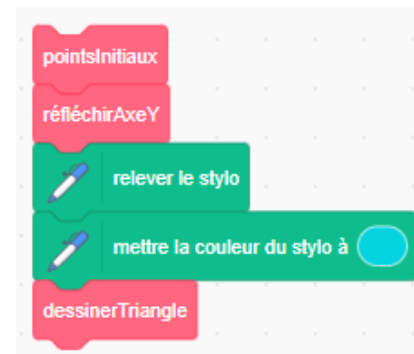 pointsInitiaux
réfléchirAxeY
relever le stylo
mettre la couleur du stylo à
dessinerTriangle